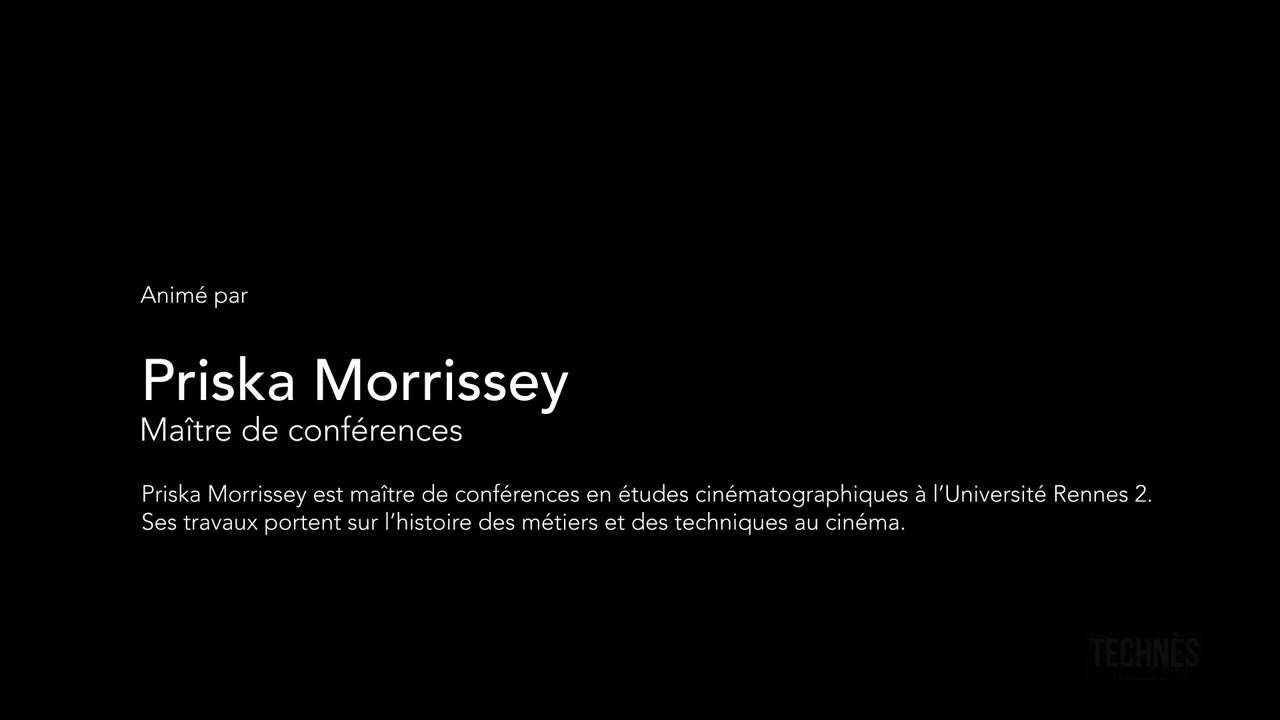 Animé par
Priska Morrissey
Maître de conférences
Priska Morrissey est maître de conférences en études cinématographiques à l’Université Rennes 2.
Ses travaux portent sur l’histoire des métiers et des techniques au cinéma.
TECHNÈS